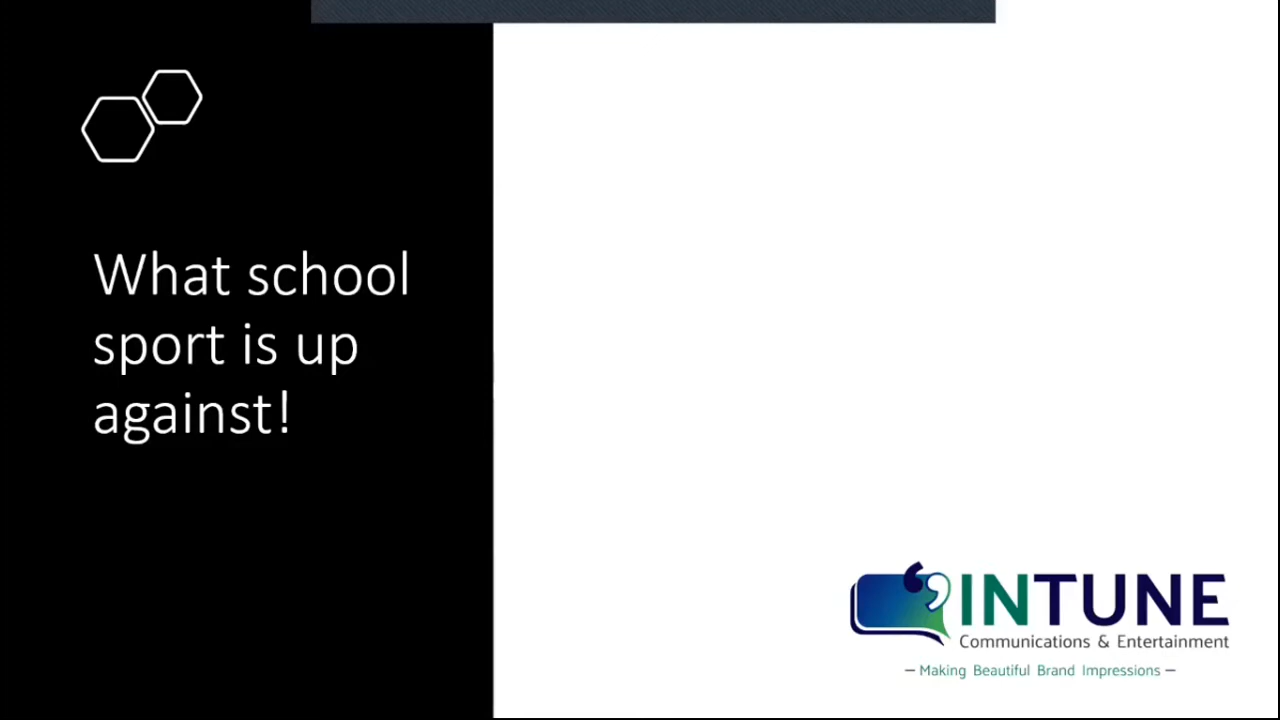 What school
sport is up
against!
INTUNE
Communications & Entertainment
— Making Beautiful Brand Impressions —